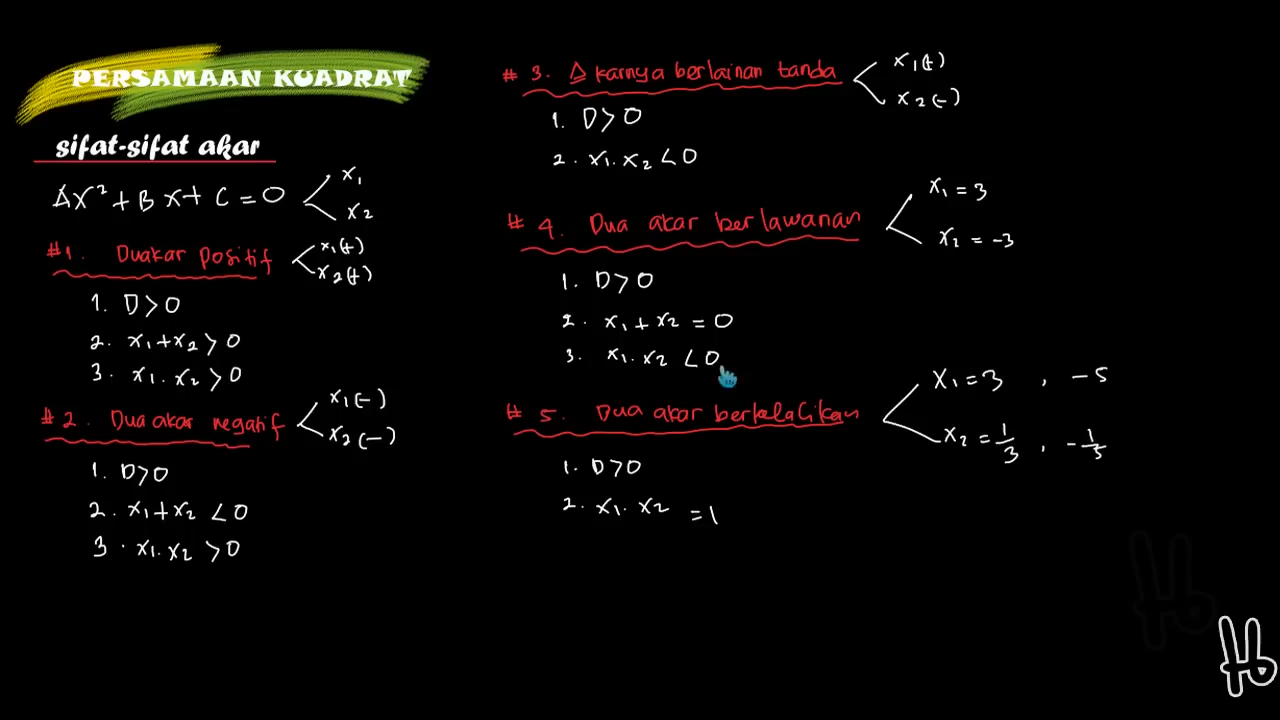 PERSAMAAN KUADRAT
sifat-sifat akar
Ax² + Bx + C = 0 < x₁ x₂
#1. Duakar positif < x₁(+) x₂(+)
1. D > 0
2. x₁ + x₂ > 0
3. x₁ . x₂ > 0
#2. Dua akar negatif < x₁(-) x₂(-)
1. D > 0
2. x₁ + x₂ < 0
3. x₁ . x₂ > 0
#3. Akarnya berlainan tanda < x₁(+) x₂(-)
1. D > 0
2. x₁ . x₂ < 0
#4. Dua akar berlawanan < x₁ = 3 x₂ = -3
1. D > 0
2. x₁ + x₂ = 0
3. x₁ . x₂ < 0
#5. Dua akar berkebalikan < x₁ = 3 , -5 x₂ = 1/3 , -1/5
1. D > 0
2. x₁ . x₂ = 1
Hb